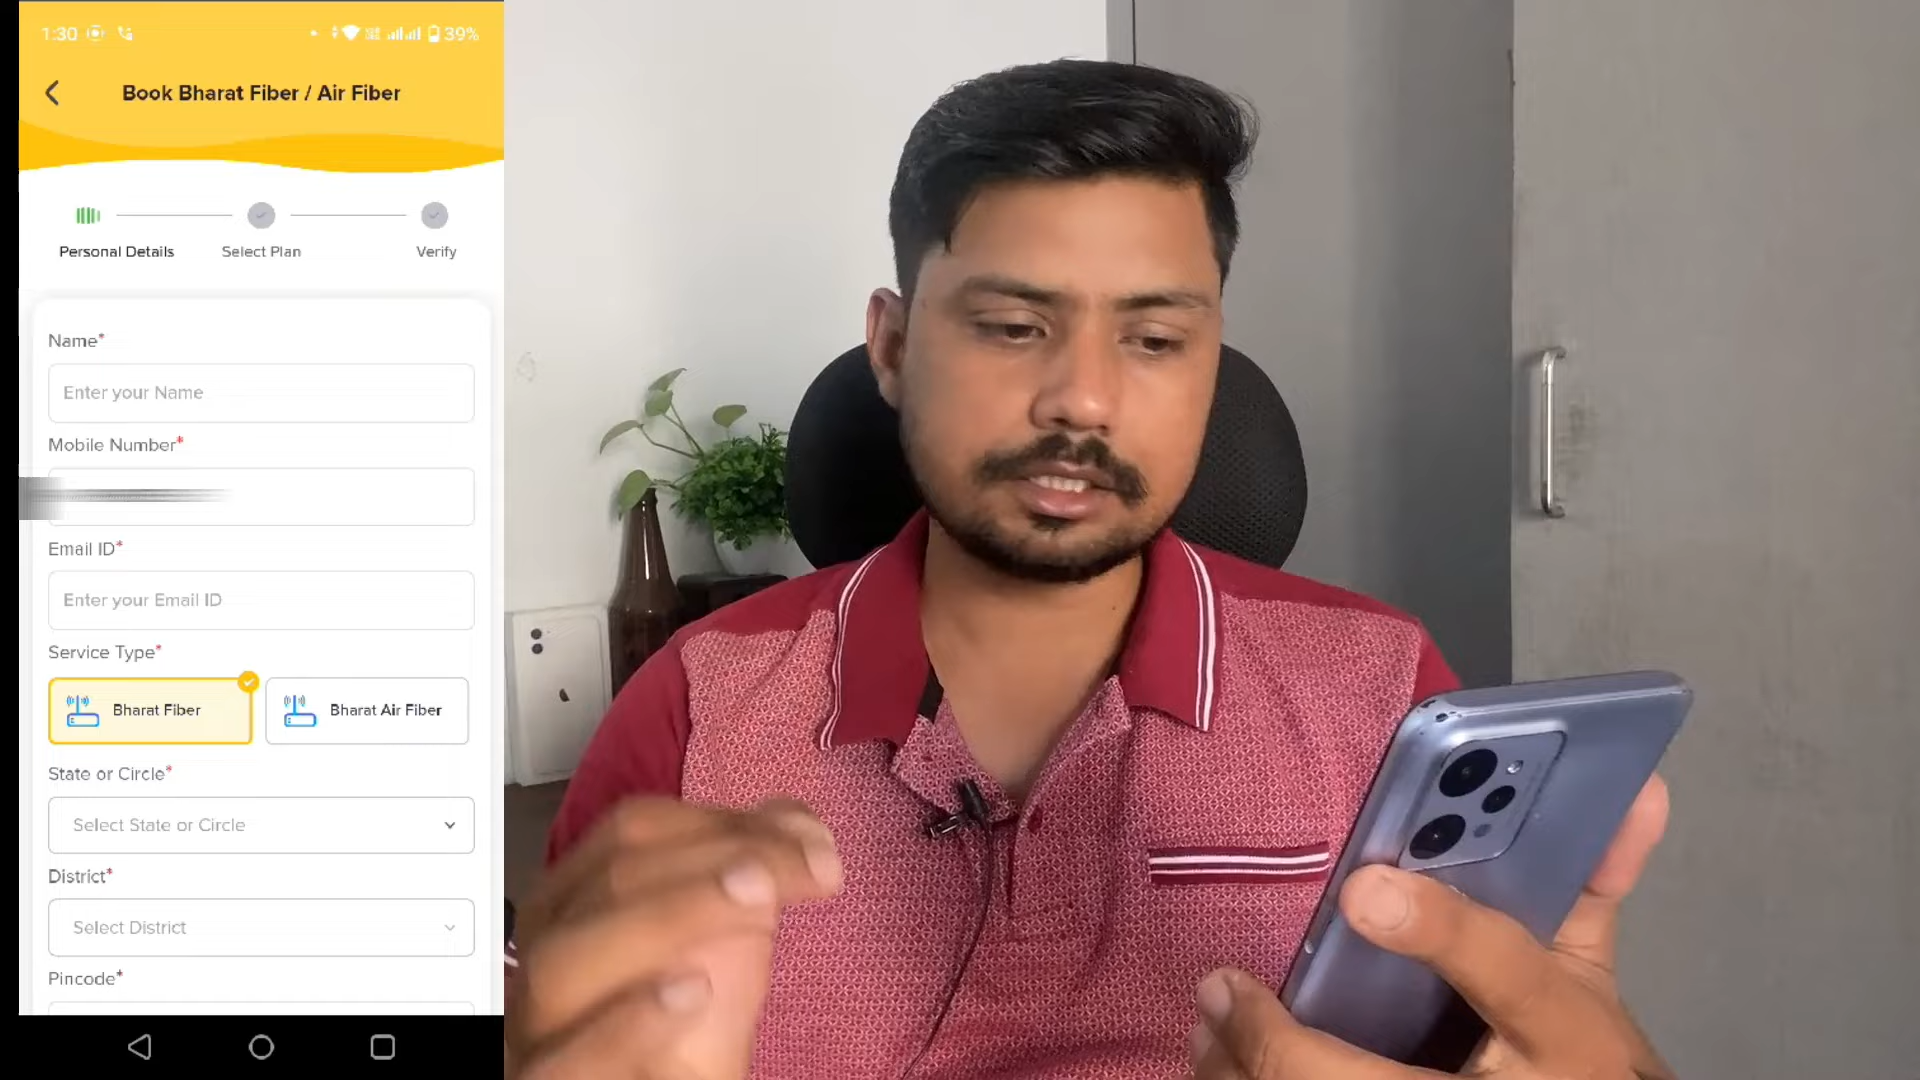 1:30
39%
Book Bharat Fiber / Air Fiber
Personal Details
Select Plan
Verify
Name*
Enter your Name
Mobile Number*
Email ID*
Enter your Email ID
Service Type*
Bharat Fiber
Bharat Air Fiber
State or Circle*
Select State or Circle
District*
Select District
Pincode*